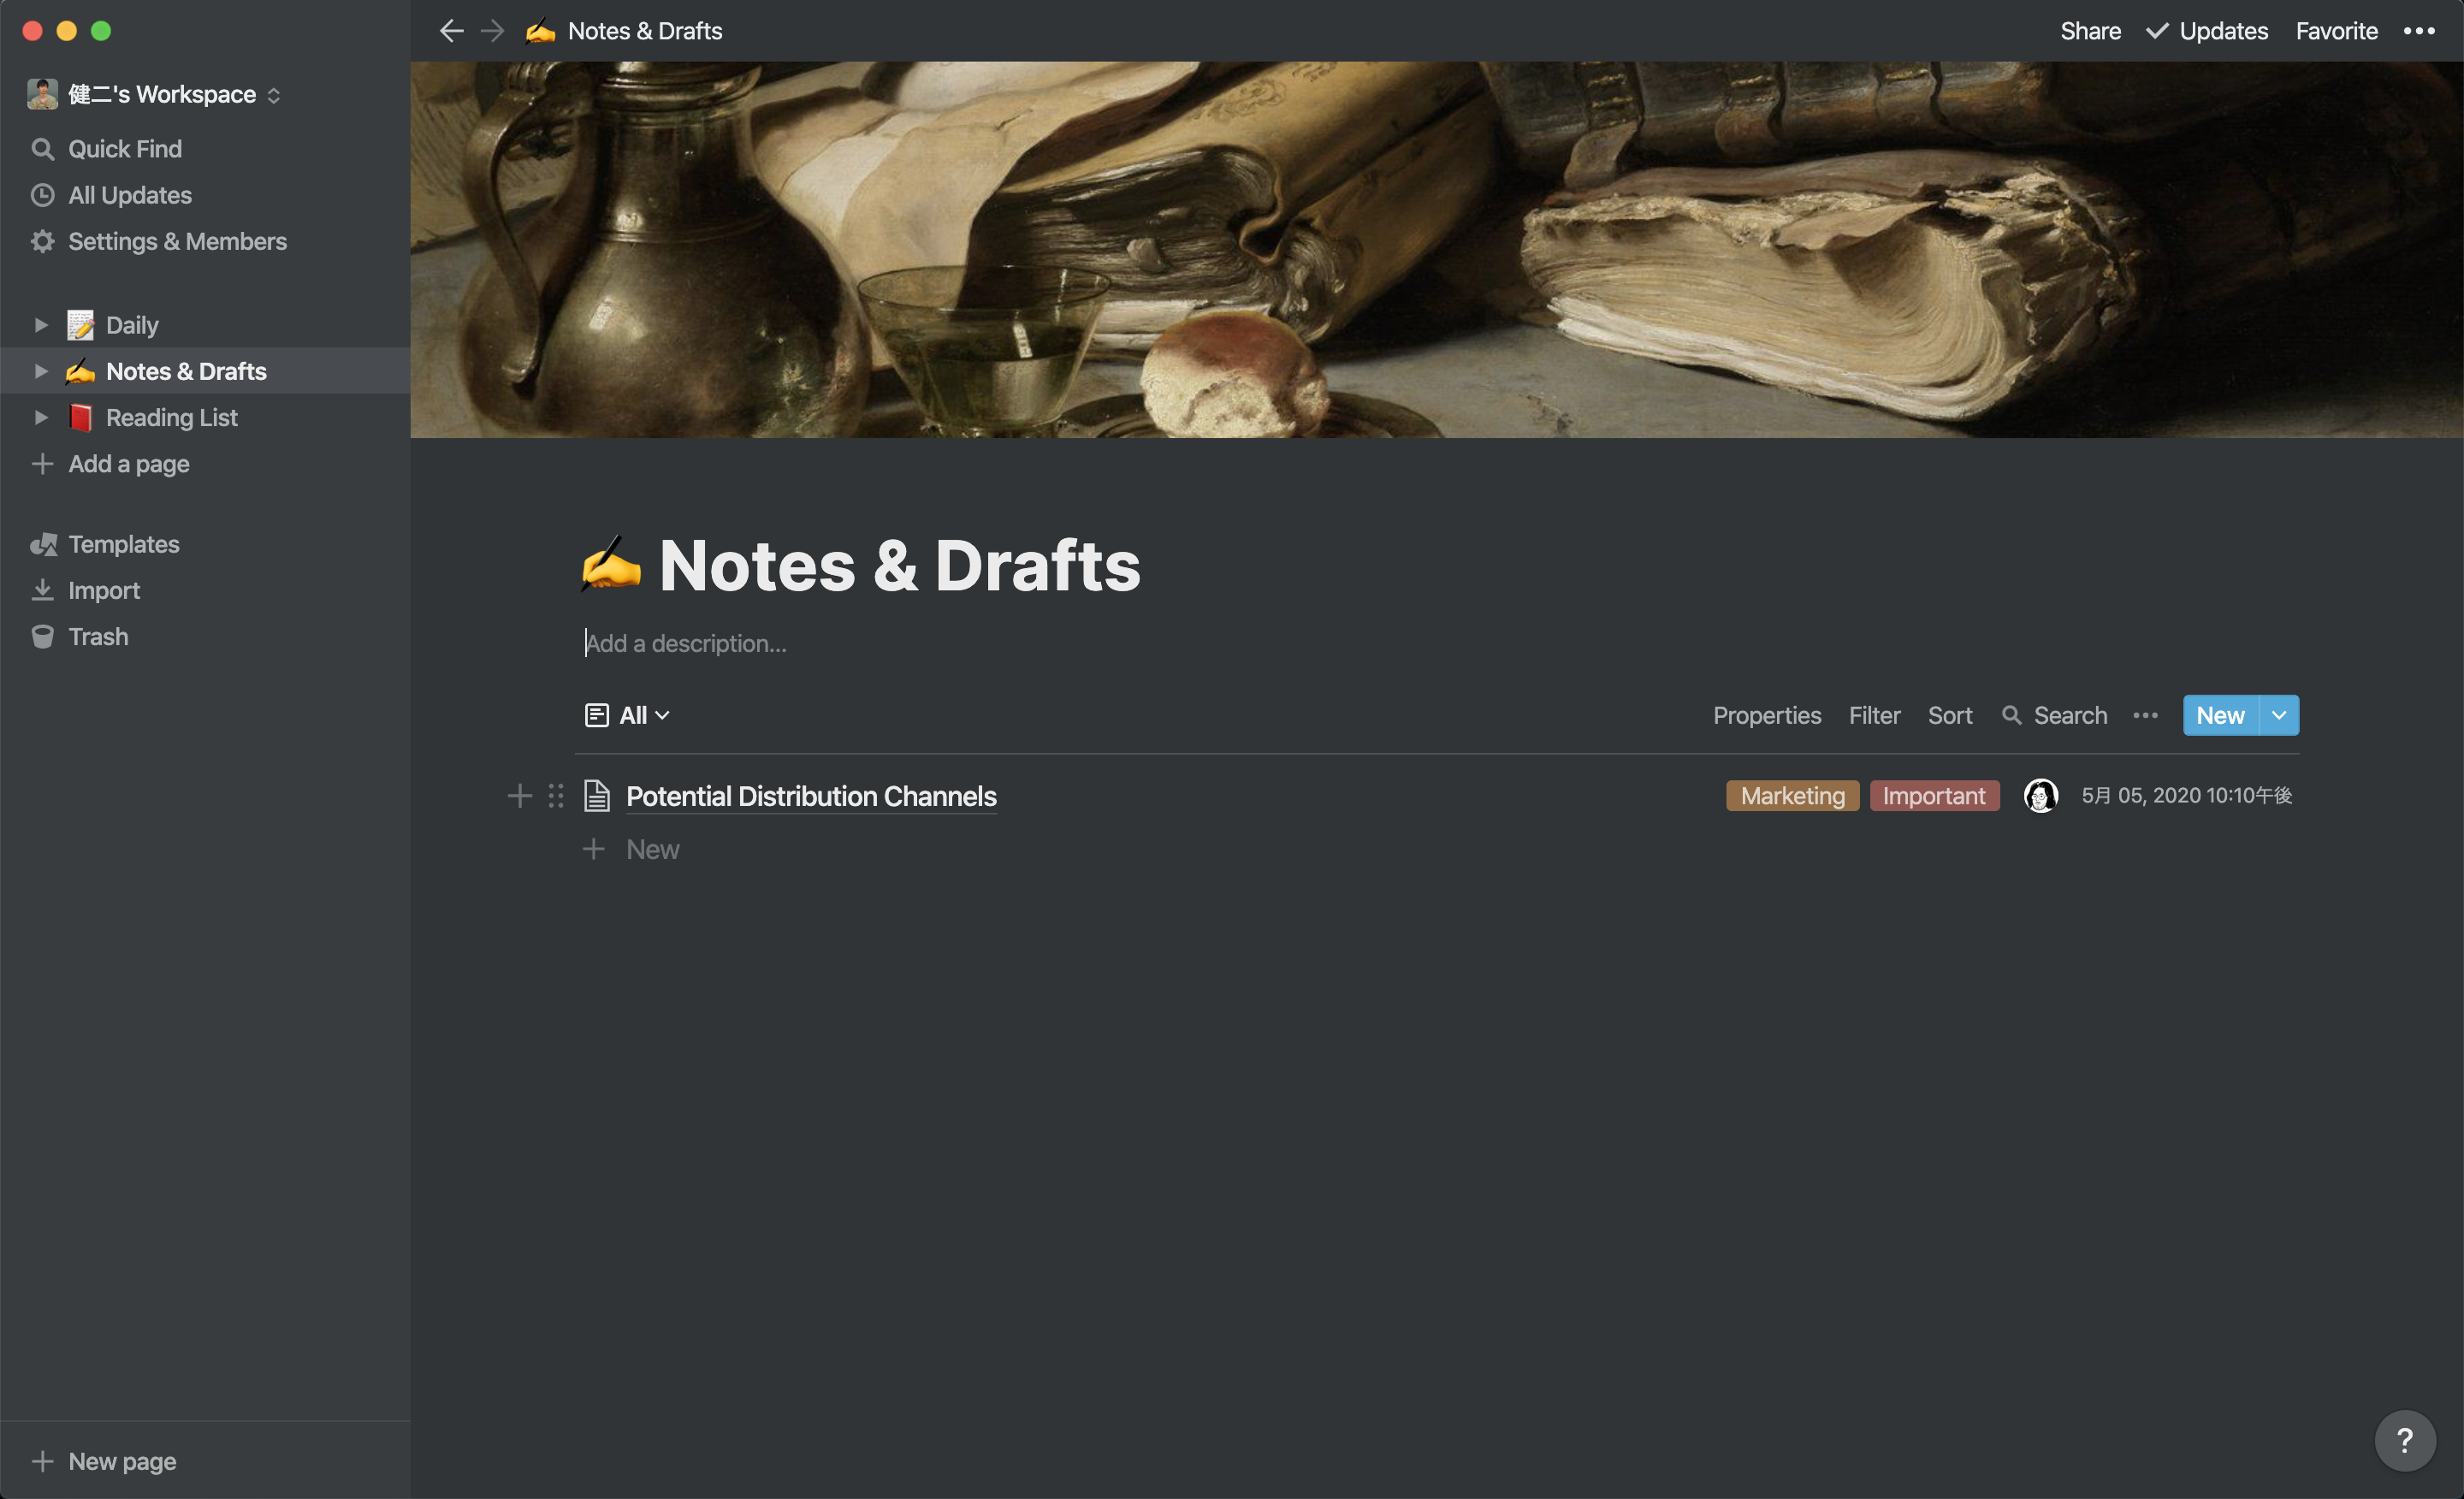 Notes & Drafts
Share
Updates
Favorite
健二's Workspace
Quick Find
All Updates
Settings & Members
Daily
Notes & Drafts
Reading List
Add a page
Templates
Import
Trash
New page
Notes & Drafts
Add a description...
All
Properties
Filter
Sort
Search
New
Potential Distribution Channels
Marketing
Important
5月 05, 2020 10:10午後
New
?